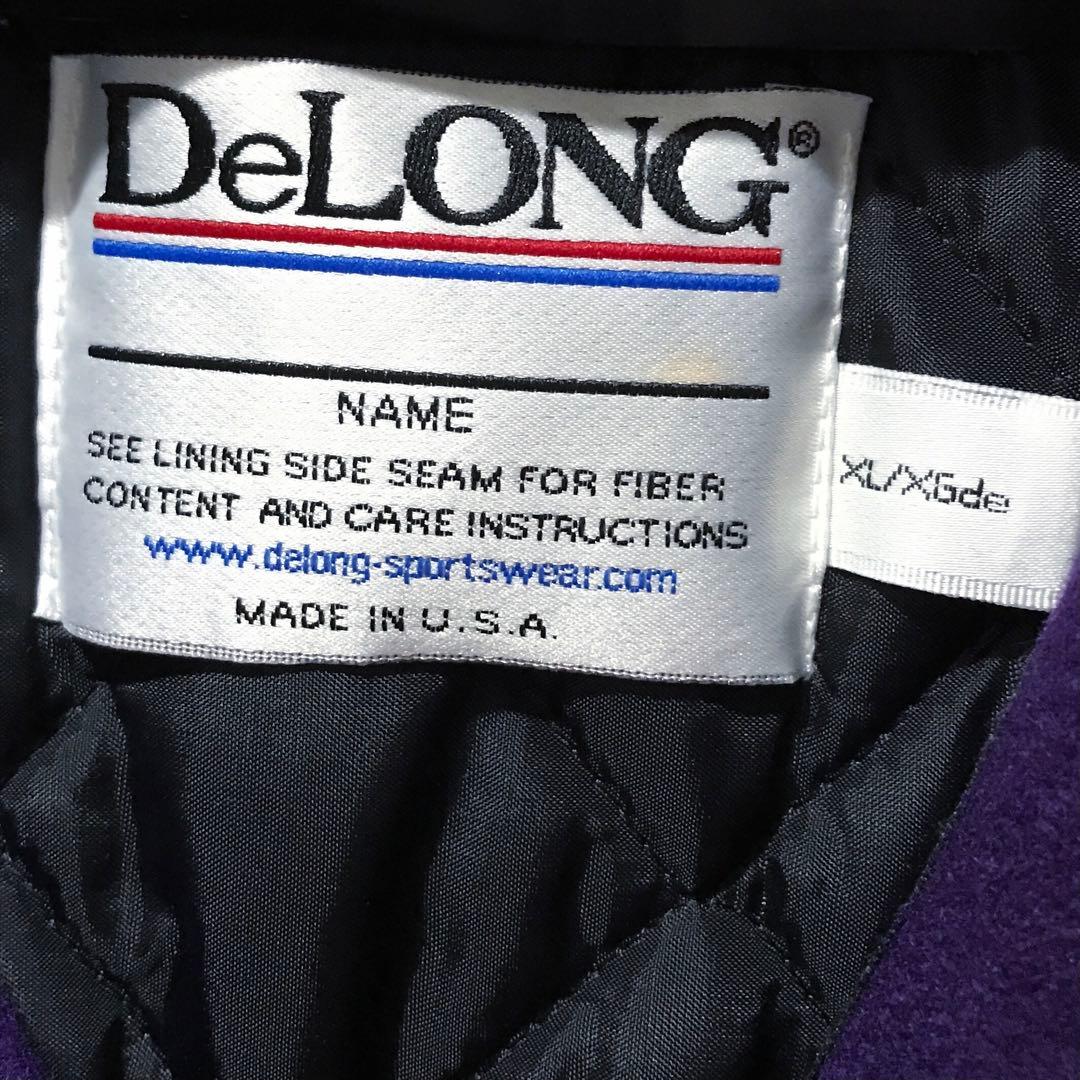 DeLONG®
NAME
SEE LINING SIDE SEAM FOR FIBER
CONTENT AND CARE INSTRUCTIONS
www.delong-sportswear.com
MADE IN U.S.A.
XL/XGde